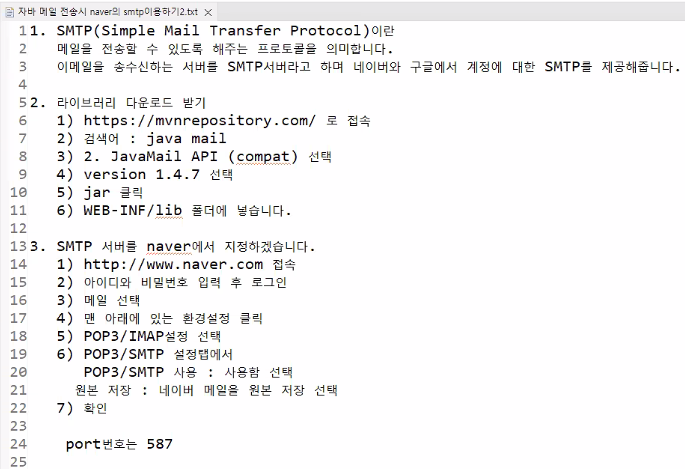 자바 메일 전송시 naver의 smtp이용하기2.txt
1 1. SMTP(Simple Mail Transfer Protocol)이란
2 메일을 전송할 수 있도록 해주는 프로토콜을 의미합니다.
3 이메일을 송수신하는 서버를 SMTP서버라고 하며 네이버와 구글에서 계정에 대한 SMTP를 제공해줍니다.
4
5 2. 라이브러리 다운로드 받기
6 1) https://mvnrepository.com/ 로 접속
7 2) 검색어 : java mail
8 3) 2. JavaMail API (compat) 선택
9 4) version 1.4.7 선택
10 5) jar 클릭
11 6) WEB-INF/lib 폴더에 넣습니다.
12
13 3. SMTP 서버를 naver에서 지정하겠습니다.
14 1) http://www.naver.com 접속
15 2) 아이디와 비밀번호 입력 후 로그인
16 3) 메일 선택
17 4) 맨 아래에 있는 환경설정 클릭
18 5) POP3/IMAP설정 선택
19 6) POP3/SMTP 설정탭에서
20 POP3/SMTP 사용 : 사용함 선택
21 원본 저장 : 네이버 메일을 원본 저장 선택
22 7) 확인
23
24 port번호는 587
25